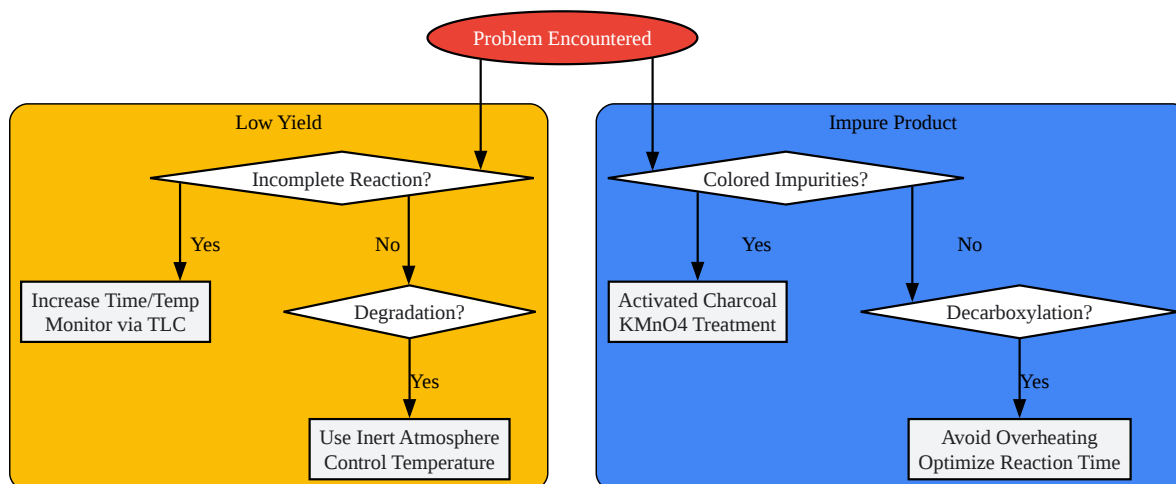 Problem Encountered
Low Yield
Incomplete Reaction?
Yes
No
Increase Time/Temp
Monitor via TLC
Degradation?
Yes
Use Inert Atmosphere
Control Temperature
Impure Product
Colored Impurities?
Yes
No
Activated Charcoal
KMnO4 Treatment
Decarboxylation?
Yes
Avoid Overheating
Optimize Reaction Time